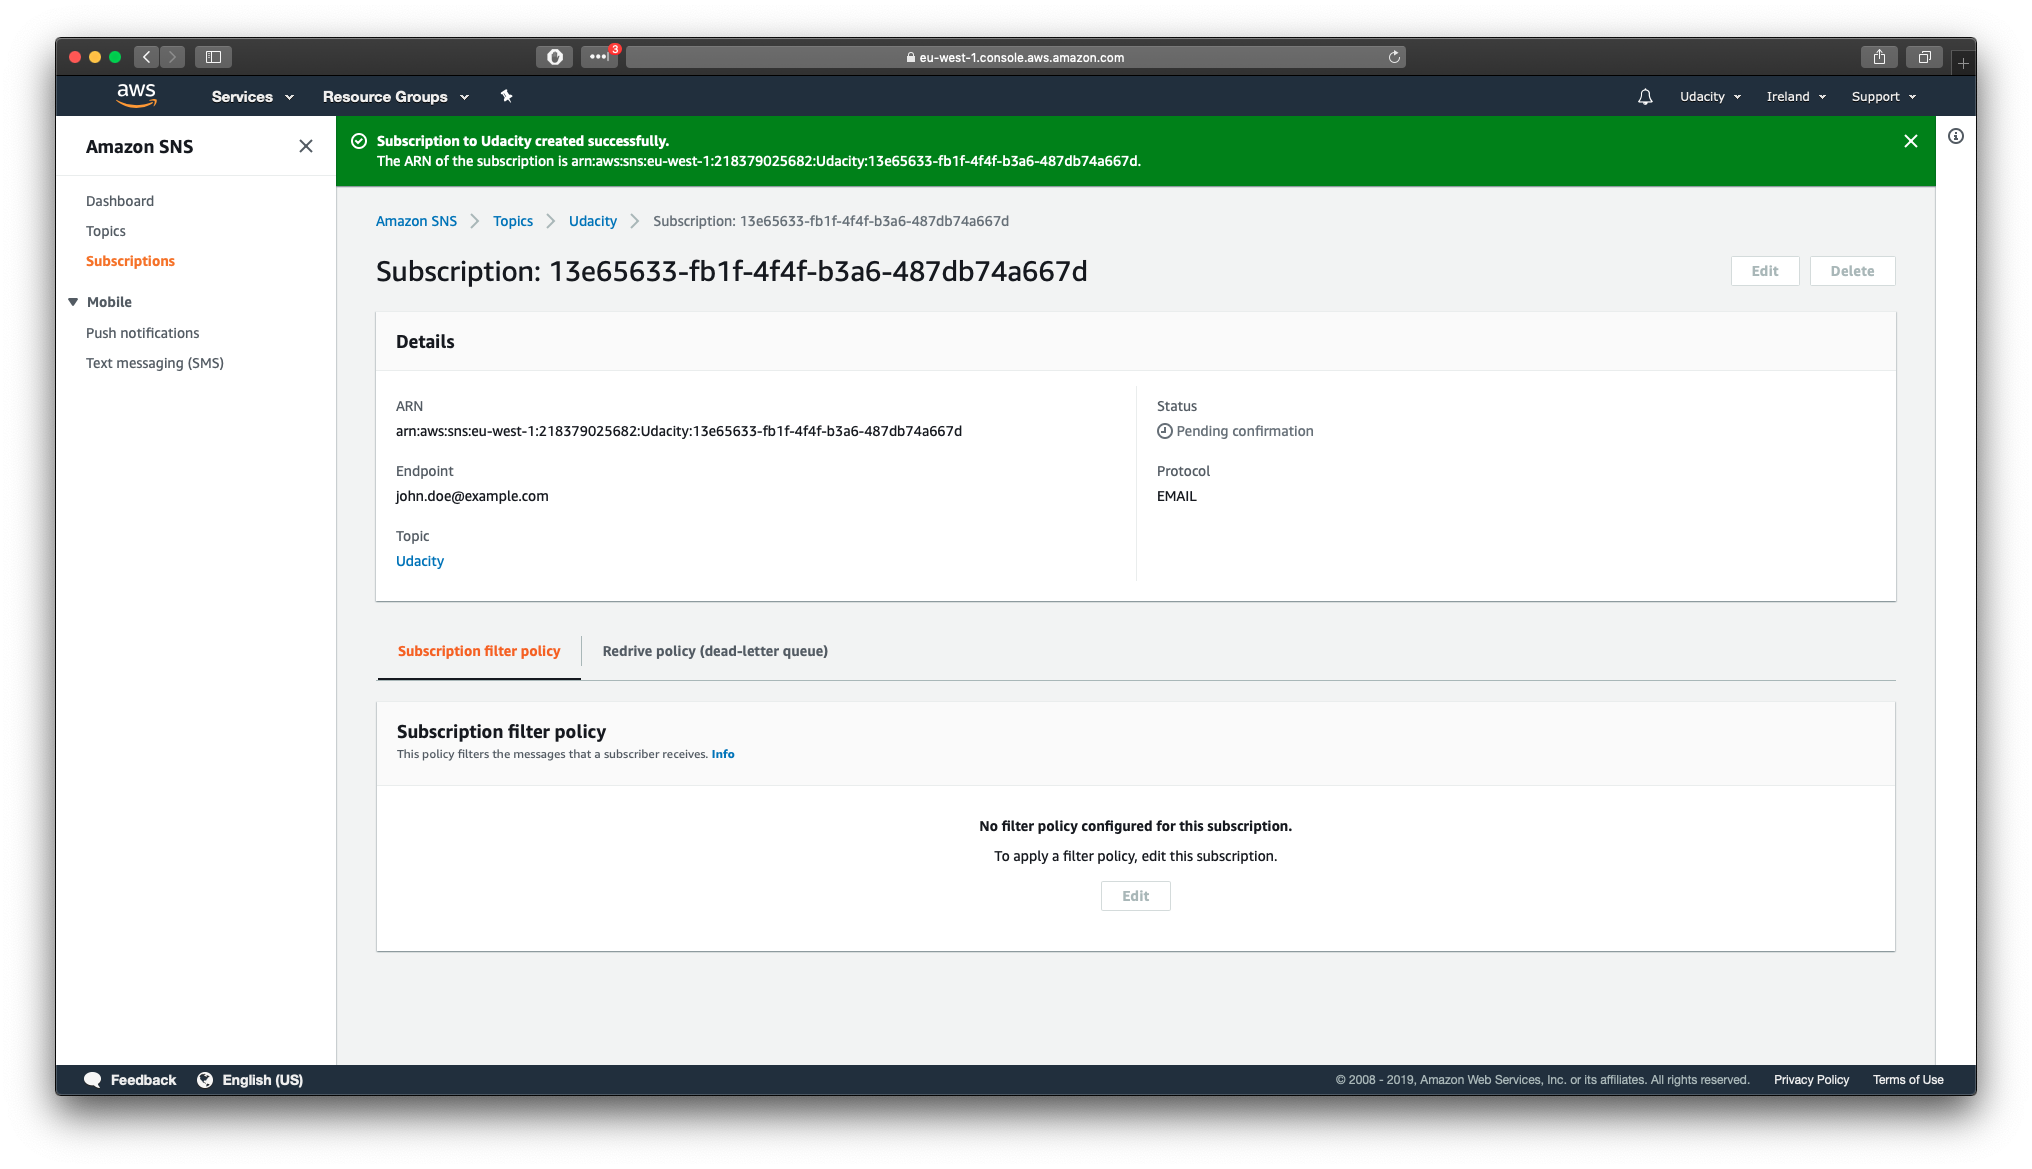 3
eu-west-1.console.aws.amazon.com
aws
Services
Resource Groups
Udacity
Ireland
Support
Amazon SNS
Dashboard
Topics
Subscriptions
Mobile
Push notifications
Text messaging (SMS)
Subscription to Udacity created successfully.
The ARN of the subscription is arn:aws:sns:eu-west-1:218379025682:Udacity:13e65633-fb1f-4f4f-b3a6-487db74a667d.
Amazon SNS
Topics
Udacity
Subscription: 13e65633-fb1f-4f4f-b3a6-487db74a667d
Subscription: 13e65633-fb1f-4f4f-b3a6-487db74a667d
Edit
Delete
Details
ARN
arn:aws:sns:eu-west-1:218379025682:Udacity:13e65633-fb1f-4f4f-b3a6-487db74a667d
Endpoint
john.doe@example.com
Topic
Udacity
Status
Pending confirmation
Protocol
EMAIL
Subscription filter policy
Redrive policy (dead-letter queue)
Subscription filter policy
This policy filters the messages that a subscriber receives. Info
No filter policy configured for this subscription.
To apply a filter policy, edit this subscription.
Edit
Feedback
English (US)
© 2008 - 2019, Amazon Web Services, Inc. or its affiliates. All rights reserved.
Privacy Policy
Terms of Use